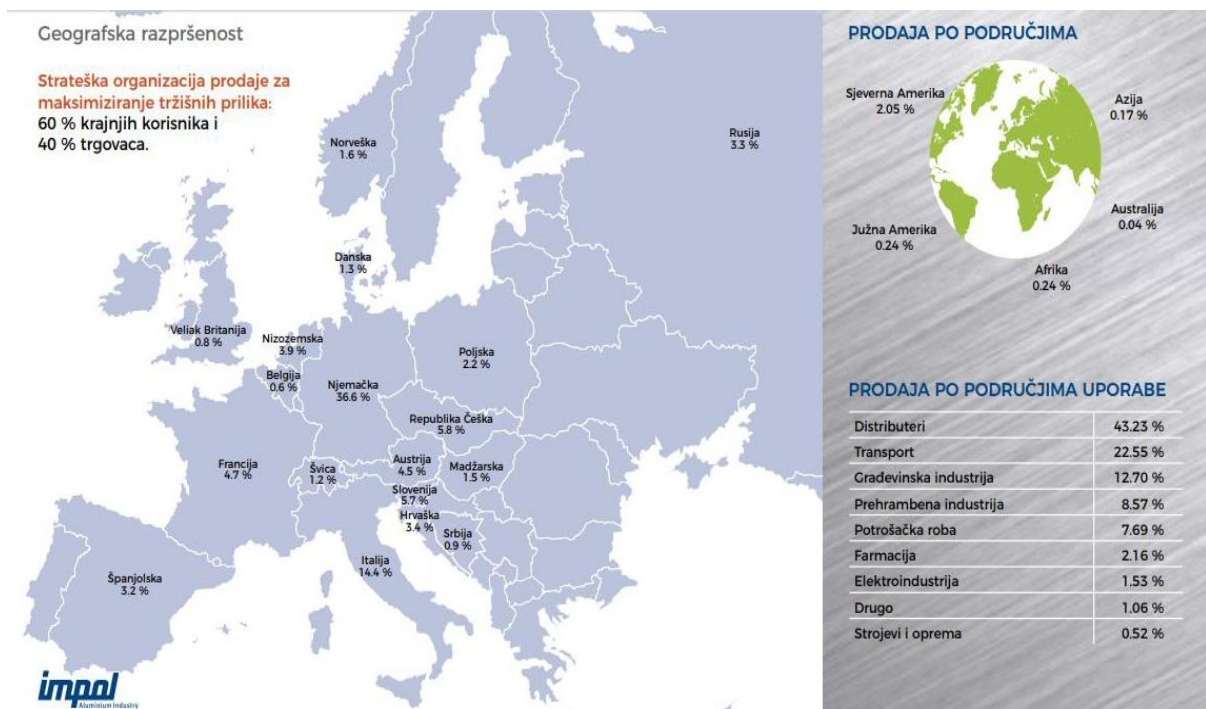 Geografska razpršenost
Strateška organizacija prodaje za
maksimiziranje tržišnih prilika:
60 % krajnjih korisnika i
40 % trgovaca.
Norveška
1.6 %
Rusija
3.3 %
Danska
1.3 %
Veliak Britanija
0.8 %
Nizozemska
3.9 %
Belgija
0.6 %
Njemačka
36.6 %
Poljska
2.2 %
Republika Češka
5.8 %
Francija
4.7 %
Švica
1.2 %
Austrija
4.5 %
Madžarska
1.5 %
Slovenija
5.7 %
Hrvaška
3.4 %
Srbija
0.9 %
Italija
14.4 %
Španjolska
3.2 %
impol
Aluminium Industry
PRODAJA PO PODRUČJIMA
Sjeverna Amerika
2.05 %
Azija
0.17 %
Australija
0.04 %
Južna Amerika
0.24 %
Afrika
0.24 %
PRODAJA PO PODRUČJIMA UPORABE
Distributeri 43.23 %
Transport 22.55 %
Građevinska industrija 12.70 %
Prehrambena industrija 8.57 %
Potrošačka roba 7.69 %
Farmacija 2.16 %
Elektroindustrija 1.53 %
Drugo 1.06 %
Strojevi i oprema 0.52 %